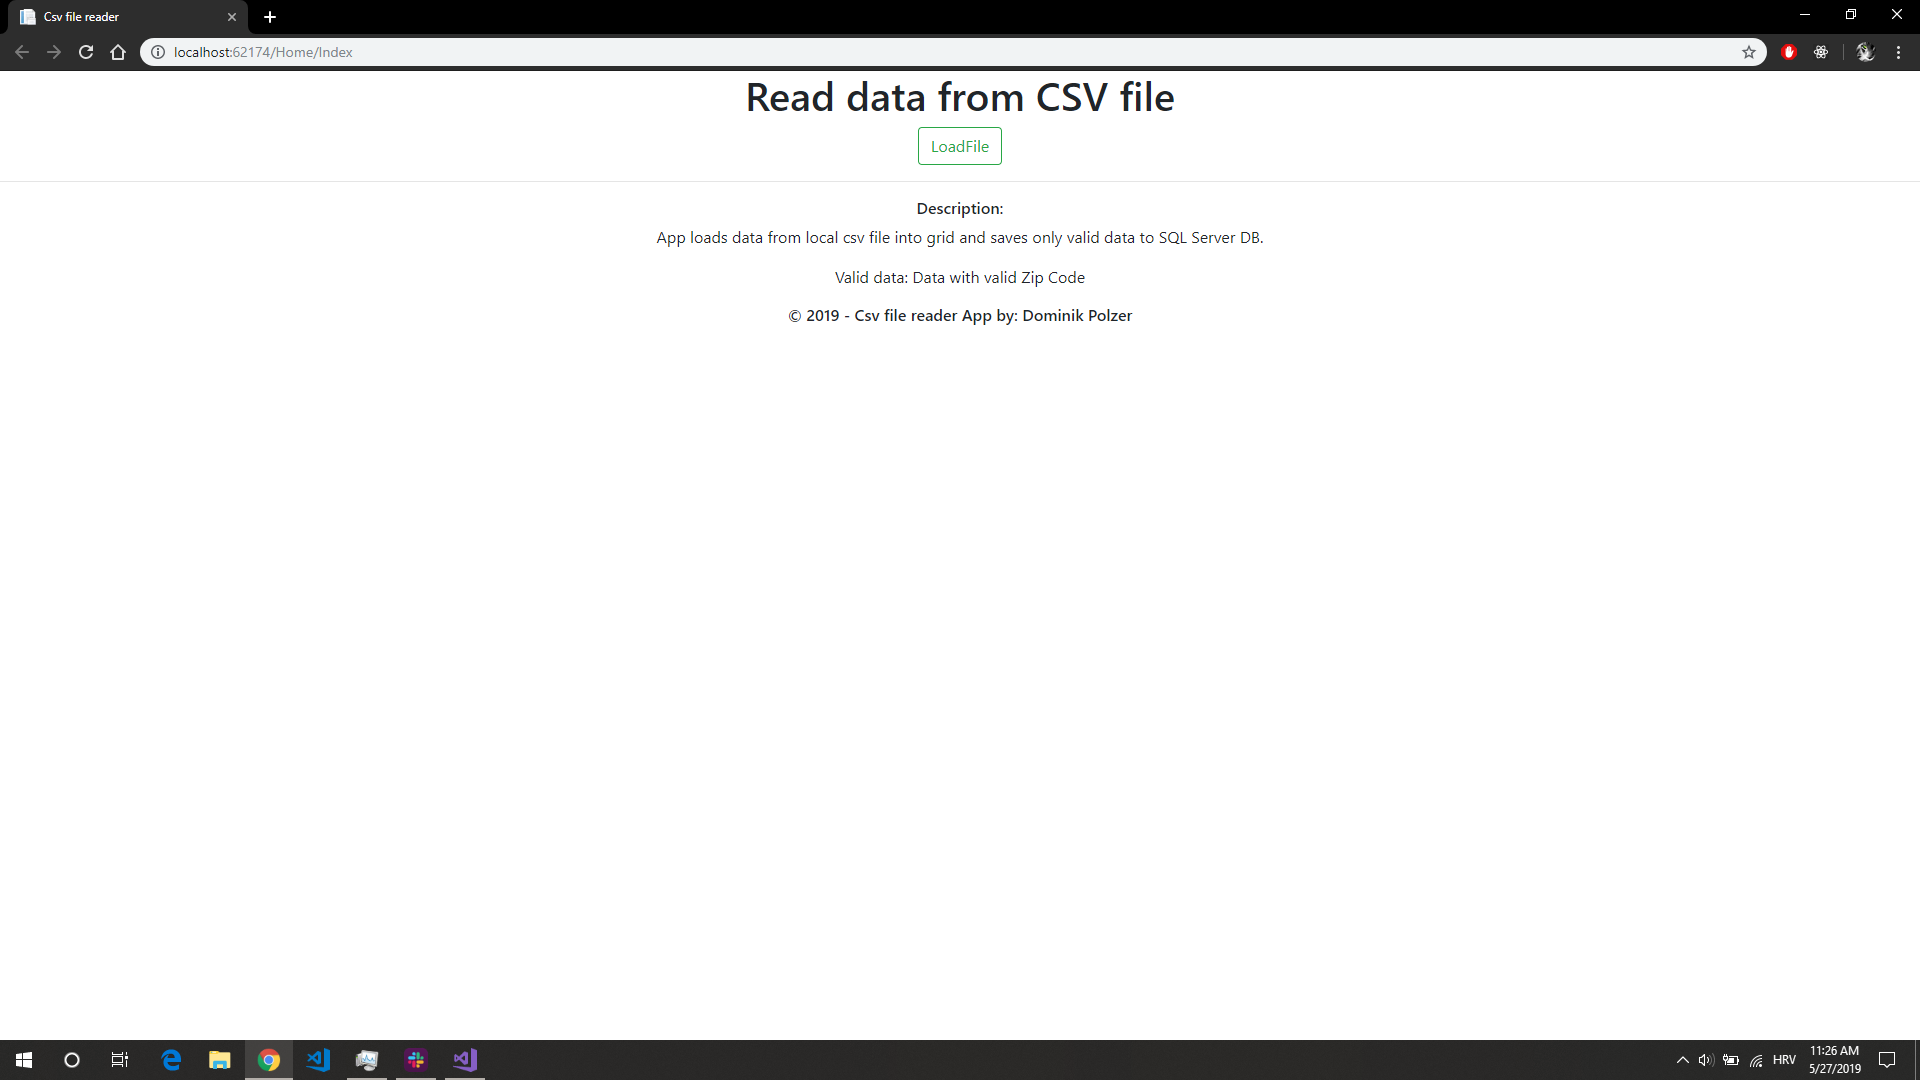 Csv file reader
localhost:62174/Home/Index
Read data from CSV file
LoadFile
Description:
App loads data from local csv file into grid and saves only valid data to SQL Server DB.
Valid data: Data with valid Zip Code
© 2019 - Csv file reader App by: Dominik Polzer
HRV
11:26 AM
5/27/2019